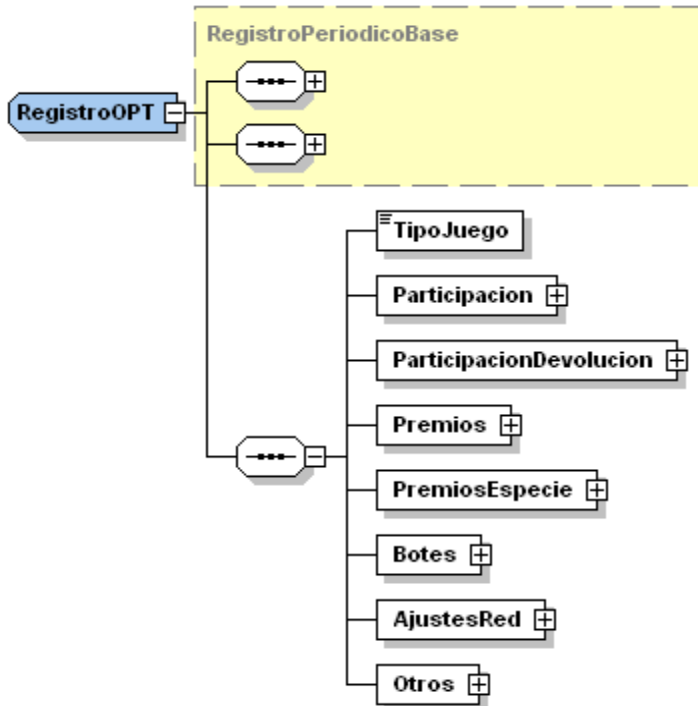 RegistroPeriodicoBase
RegistroOPT
TipoJuego
Participacion
ParticipacionDevolucion
Premios
PremiosEspecie
Botes
AjustesRed
Otros